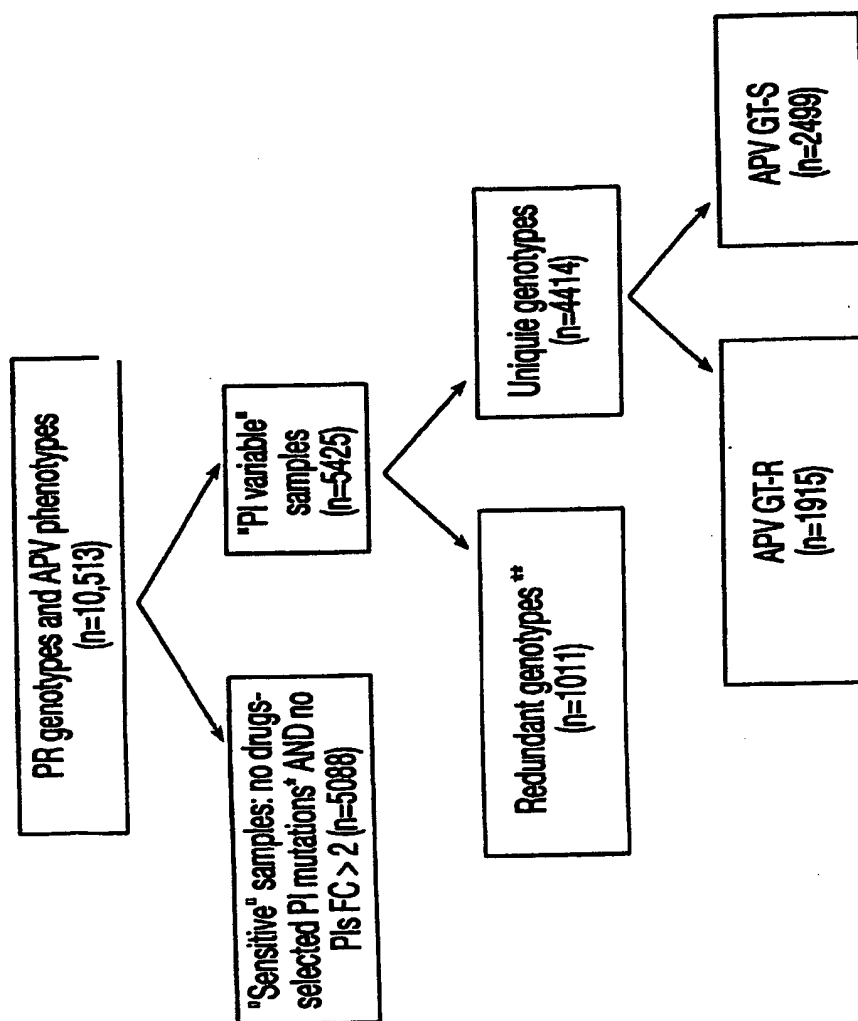 PR genotypes and APV phenotypes
(n=10,513)
"Sensitive" samples: no drugs-
selected PI mutations* AND no
PIs FC > 2 (n=5088)
"PI variable"
samples
(n=5425)
Redundant genotypes**
(n=1011)
Uniquie genotypes
(n=4414)
APV GT-R
(n=1915)
APV GT-S
(n=2499)